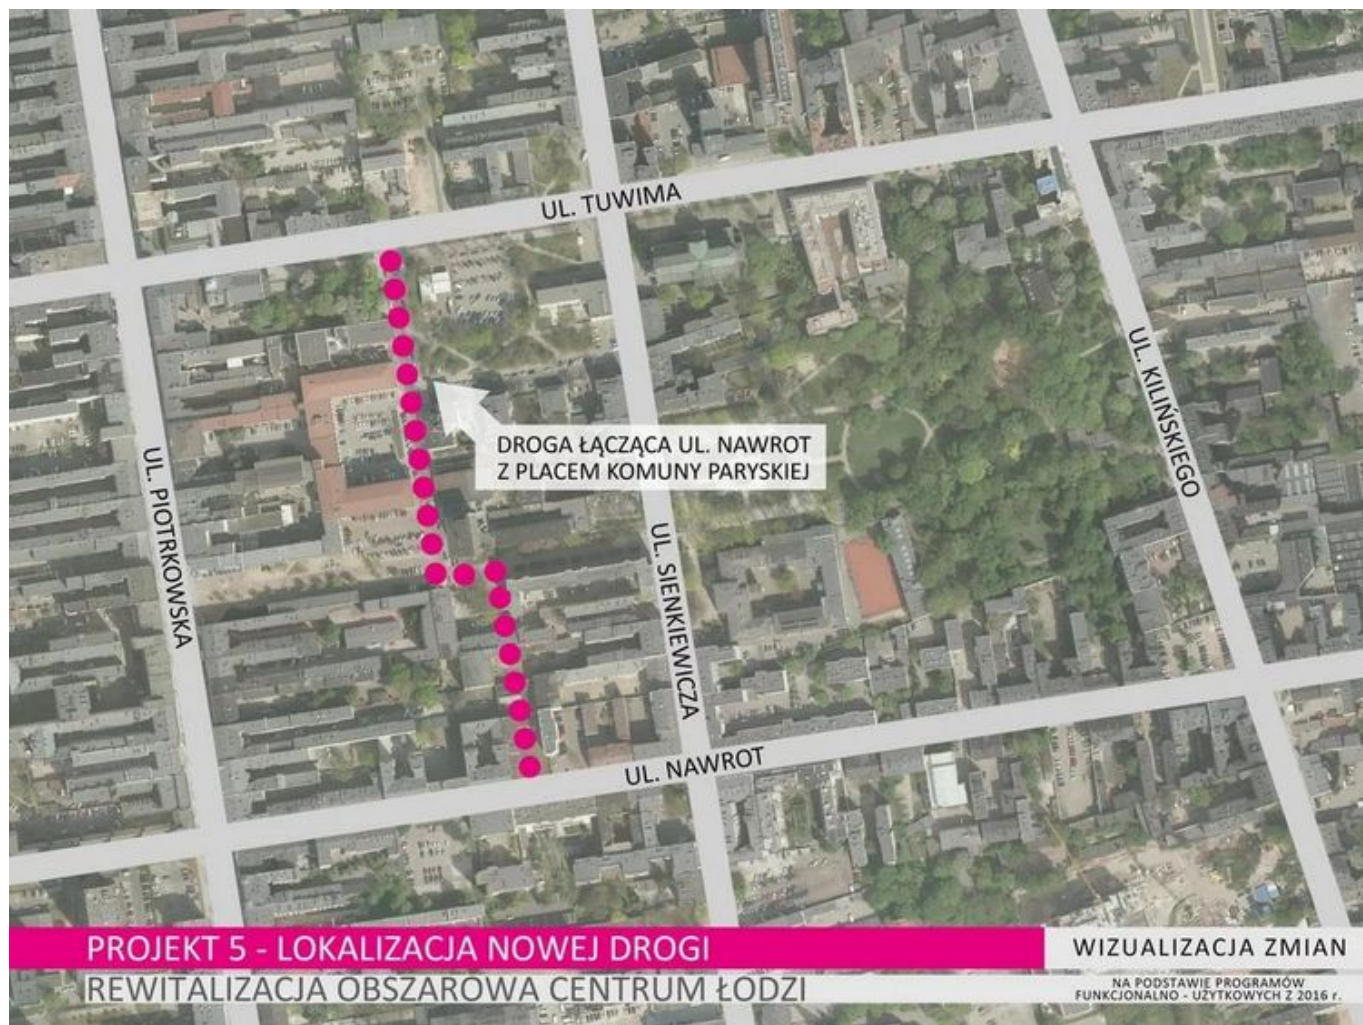 UL. TUWIMA
UL. KILIŃSKIEGO
DROGA ŁĄCZĄCA UL. NAWROT
Z PLACEM KOMUNY PARYSKIEJ
UL. PIOTRKOWSKA
UL. SIENKIEWICZA
UL. NAWROT
PROJEKT 5 - LOKALIZACJA NOWEJ DROGI
WIZUALIZACJA ZMIAN
REWITALIZACJA OBSZAROWA CENTRUM ŁODZI
NA PODSTAWIE PROGRAMÓW
FUNKCJONALNO - UŻYTKOWYCH Z 2016 r.